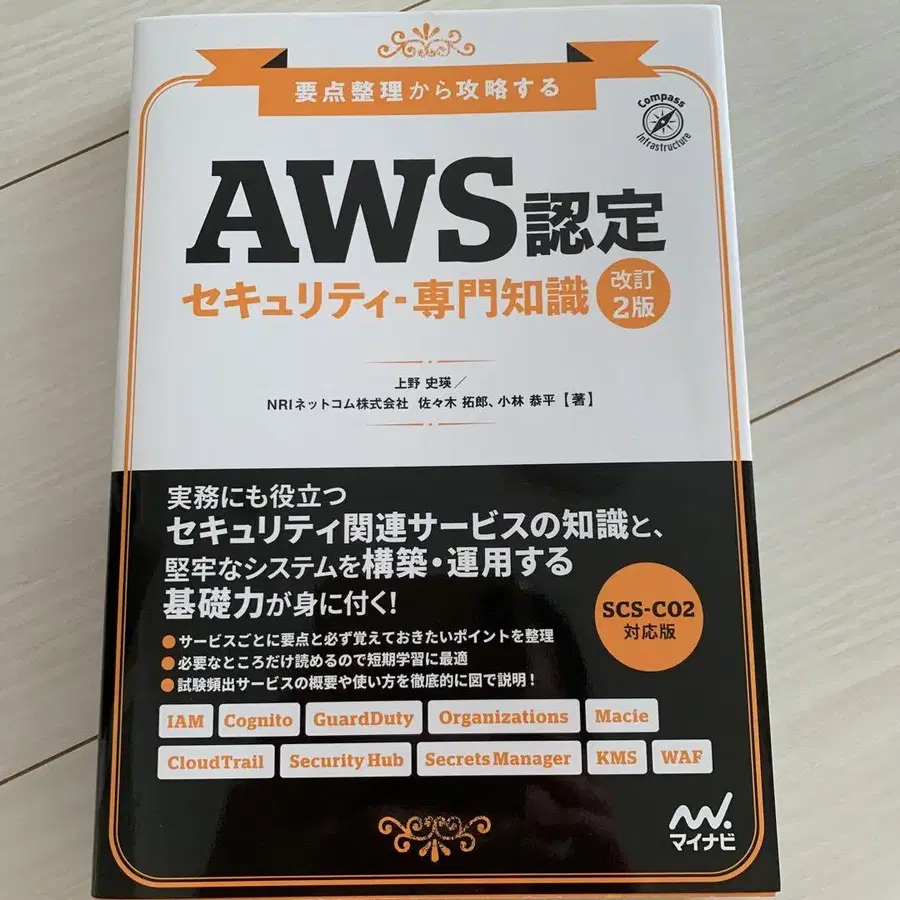 要点整理から攻略する
Compass
Infrastructure
AWS認定
セキュリティ-専門知識
改訂
2版
上野 史瑛／
NRIネットコム株式会社 佐々木 拓郎、小林 恭平【著】
実務にも役立つ
セキュリティ関連サービスの知識と、
堅牢なシステムを構築・運用する
基礎力が身に付く!
SCS-C02
対応版
●サービスごとに要点と必ず覚えておきたいポイントを整理
●必要なところだけ読めるので短期学習に最適
●試験頻出サービスの概要や使い方を徹底的に図で説明!
IAM Cognito GuardDuty Organizations Macie
CloudTrail Security Hub Secrets Manager KMS WAF
マイナビ